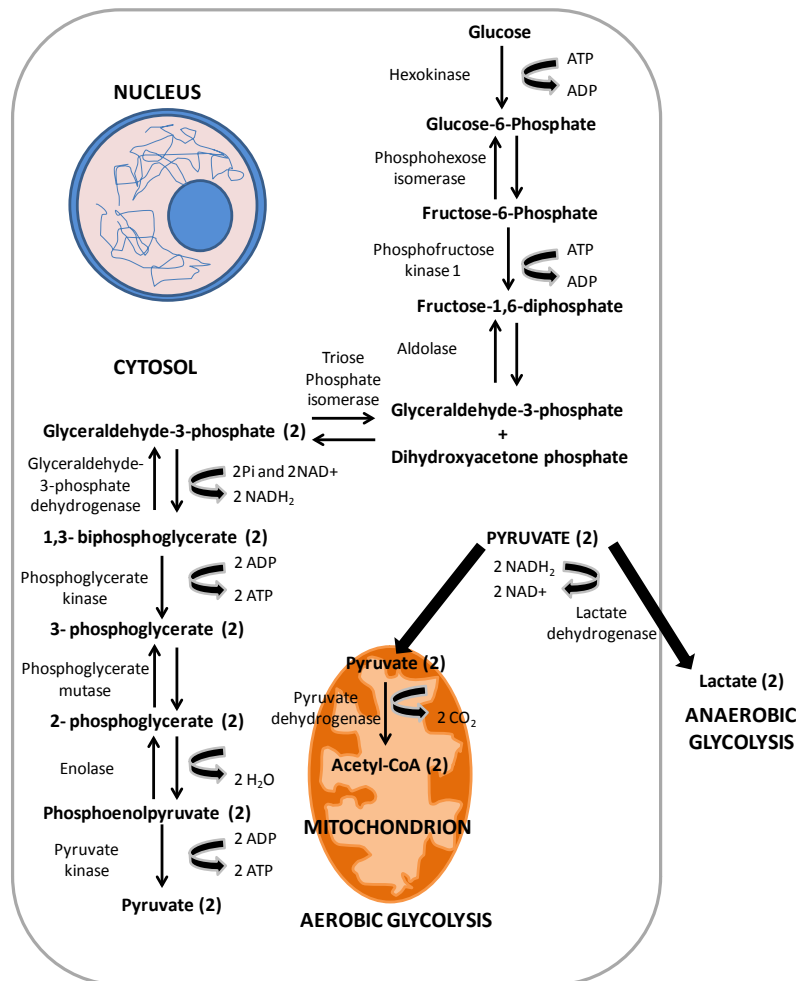 Glucose
Hexokinase
ATP
ADP
NUCLEUS
Glucose-6-Phosphate
Phosphohexose
isomerase
Fructose-6-Phosphate
Phosphofructose
kinase 1
ATP
ADP
Fructose-1,6-diphosphate
Aldolase
CYTOSOL
Triose
Phosphate
isomerase
Glyceraldehyde-3-phosphate
+
Dihydroxyacetone phosphate
Glyceraldehyde-3-phosphate (2)
Glyceraldehyde-
3-phosphate
dehydrogenase
2Pi and 2NAD+
2 NADH₂
1,3- biphosphoglycerate (2)
Phosphoglycerate
kinase
2 ADP
2 ATP
3- phosphoglycerate (2)
Phosphoglycerate
mutase
2- phosphoglycerate (2)
Enolase
2 H₂O
Phosphoenolpyruvate (2)
Pyruvate
kinase
2 ADP
2 ATP
Pyruvate (2)
PYRUVATE (2)
2 NADH₂
2 NAD+
Lactate
dehydrogenase
Lactate (2)
ANAEROBIC
GLYCOLYSIS
Pyruvate (2)
Pyruvate
dehydrogenase
2 CO₂
Acetyl-CoA (2)
MITOCHONDRION
AEROBIC GLYCOLYSIS